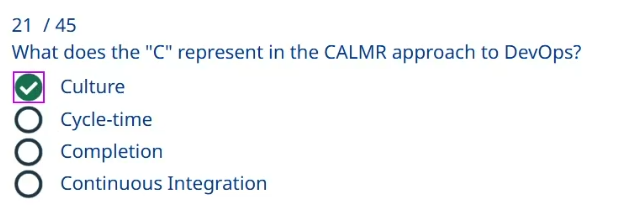 21 / 45
What does the "C" represent in the CALMR approach to DevOps?
Culture
Cycle-time
Completion
Continuous Integration